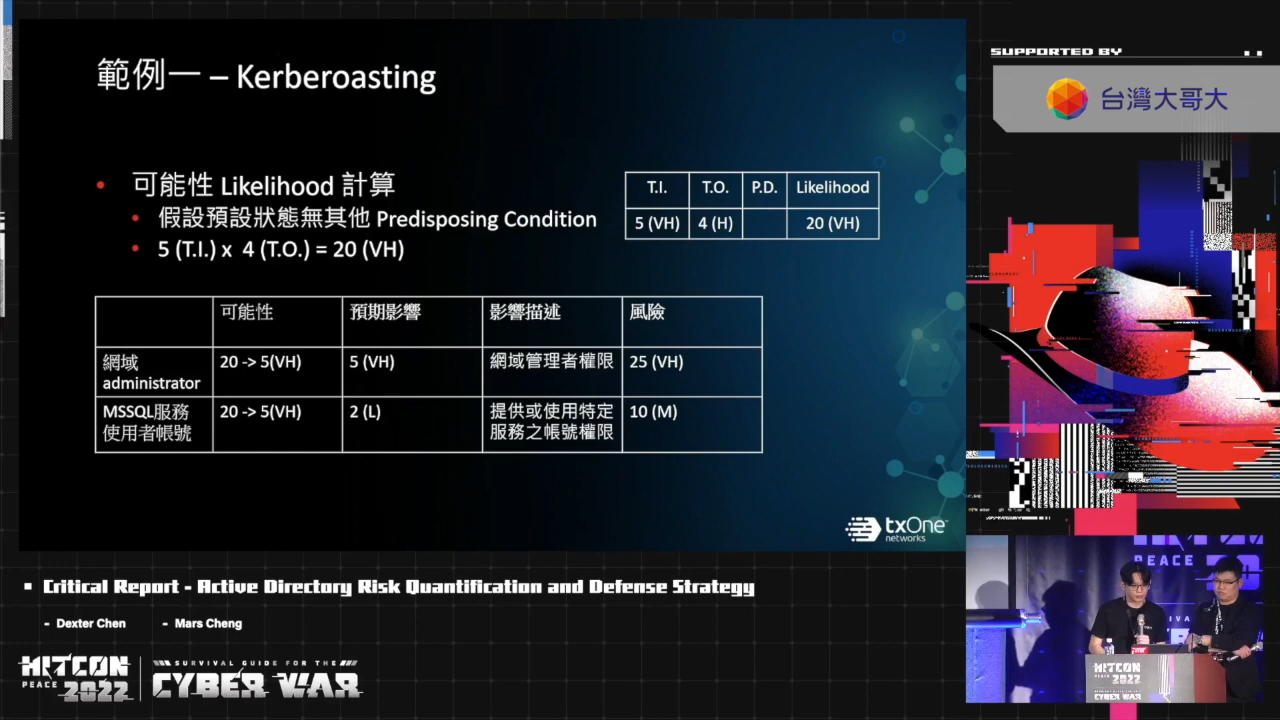 範例一 – Kerberoasting
• 可能性 Likelihood 計算
• 假設預設狀態無其他 Predisposing Condition
• 5 (T.I.) x 4 (T.O.) = 20 (VH)
T.I. T.O. P.D. Likelihood
5 (VH) 4 (H) 20 (VH)
可能性 預期影響 影響描述 風險
網域 administrator 20 -> 5(VH) 5 (VH) 網域管理者權限 25 (VH)
MSSQL服務 20 -> 5(VH) 2 (L) 提供或使用特定 10 (M)
使用者帳號 服務之帳號權限
txOne
networks
SUPPORTED BY
台灣大哥大
Critical Report - Active Directory Risk Quantification and Defense Strategy
- Dexter Chen - Mars Cheng
HITCON
PEACE 2022
SURVIVAL GUIDE FOR THE
CYBER WAR
PEACE
HITCON
2022
CYBER WAR